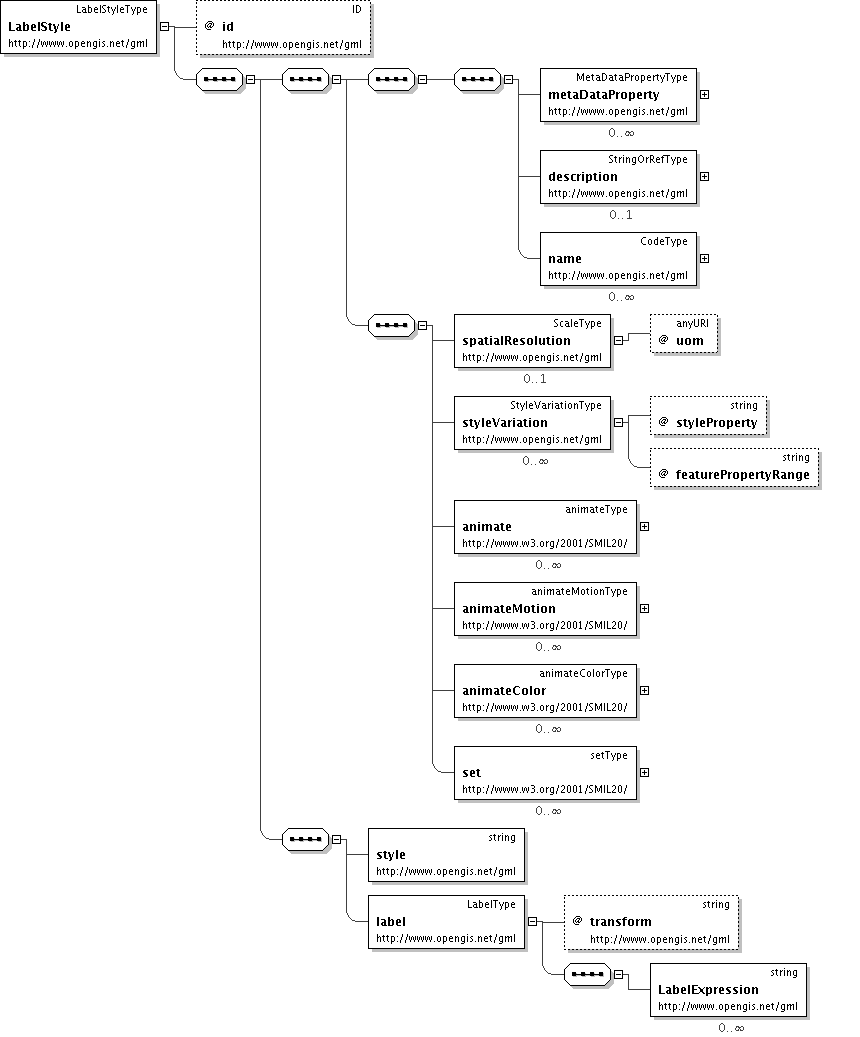 LabelStyleType
LabelStyle
http://www.opengis.net/gml
ID
@ id
http://www.opengis.net/gml
MetaDataPropertyType
metaDataProperty
http://www.opengis.net/gml
0..∞
StringOrRefType
description
http://www.opengis.net/gml
0..1
CodeType
name
http://www.opengis.net/gml
0..∞
ScaleType
spatialResolution
http://www.opengis.net/gml
0..1
anyURI
@ uom
StyleVariationType
styleVariation
http://www.opengis.net/gml
0..∞
string
@ styleProperty
string
@ featurePropertyRange
animateType
animate
http://www.w3.org/2001/SMIL20/
0..∞
animateMotionType
animateMotion
http://www.w3.org/2001/SMIL20/
0..∞
animateColorType
animateColor
http://www.w3.org/2001/SMIL20/
0..∞
setType
set
http://www.w3.org/2001/SMIL20/
0..∞
string
style
http://www.opengis.net/gml
LabelType
label
http://www.opengis.net/gml
string
@ transform
http://www.opengis.net/gml
string
LabelExpression
http://www.opengis.net/gml
0..∞